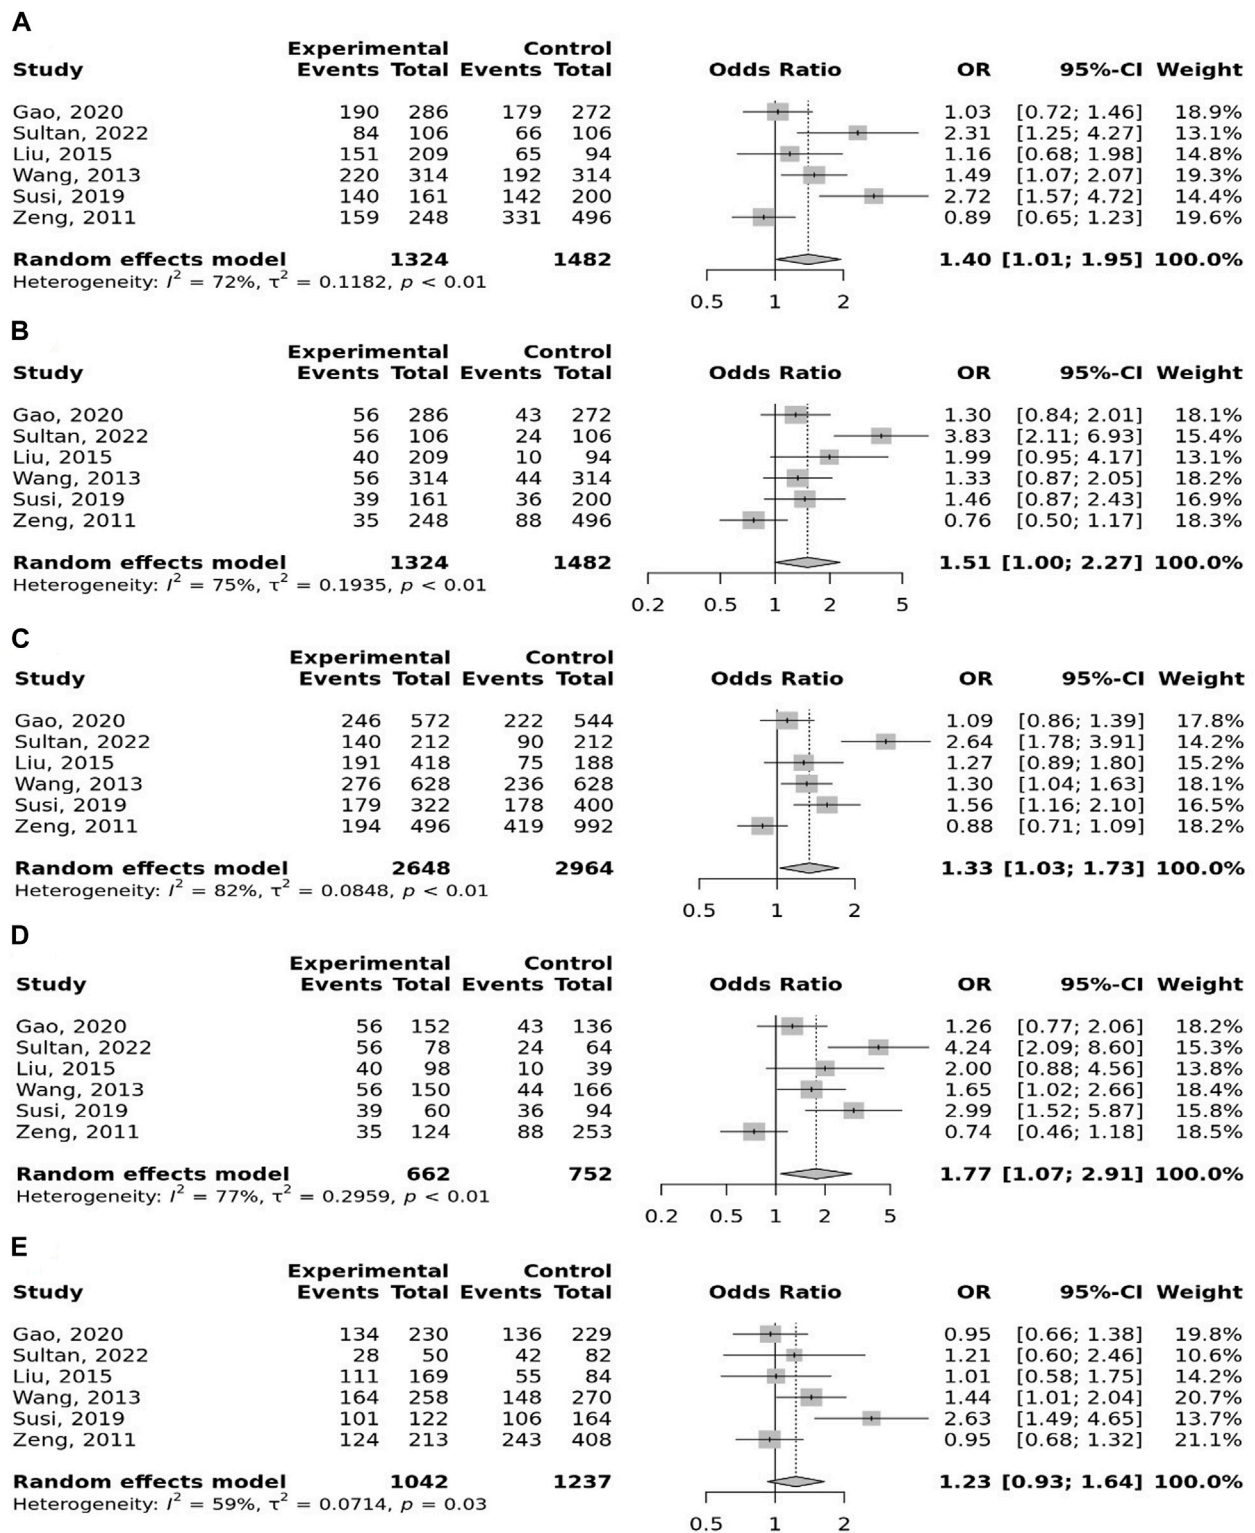 A
Experimental Control
Study Events Total Events Total Odds Ratio OR 95%-CI Weight
Gao, 2020 190 286 179 272 1.03 [0.72; 1.46] 18.9%
Sultan, 2022 84 106 66 106 2.31 [1.25; 4.27] 13.1%
Liu, 2015 151 209 65 94 1.16 [0.68; 1.98] 14.8%
Wang, 2013 220 314 192 314 1.49 [1.07; 2.07] 19.3%
Susi, 2019 140 161 142 200 2.72 [1.57; 4.72] 14.4%
Zeng, 2011 159 248 331 496 0.89 [0.65; 1.23] 19.6%
Random effects model 1324 1482 1.40 [1.01; 1.95] 100.0%
Heterogeneity: I² = 72%, τ² = 0.1182, p < 0.01
0.5 1 2
B
Experimental Control
Study Events Total Events Total Odds Ratio OR 95%-CI Weight
Gao, 2020 56 286 43 272 1.30 [0.84; 2.01] 18.1%
Sultan, 2022 56 106 24 106 3.83 [2.11; 6.93] 15.4%
Liu, 2015 40 209 10 94 1.99 [0.95; 4.17] 13.1%
Wang, 2013 56 314 44 314 1.33 [0.87; 2.05] 18.2%
Susi, 2019 39 161 36 200 1.46 [0.87; 2.43] 16.9%
Zeng, 2011 35 248 88 496 0.76 [0.50; 1.17] 18.3%
Random effects model 1324 1482 1.51 [1.00; 2.27] 100.0%
Heterogeneity: I² = 75%, τ² = 0.1935, p < 0.01
0.2 0.5 1 2 5
C
Experimental Control
Study Events Total Events Total Odds Ratio OR 95%-CI Weight
Gao, 2020 246 572 222 544 1.09 [0.86; 1.39] 17.8%
Sultan, 2022 140 212 90 212 2.64 [1.78; 3.91] 14.2%
Liu, 2015 191 418 75 188 1.27 [0.89; 1.80] 15.2%
Wang, 2013 276 628 236 628 1.30 [1.04; 1.63] 18.1%
Susi, 2019 179 322 178 400 1.56 [1.16; 2.10] 16.5%
Zeng, 2011 194 496 419 992 0.88 [0.71; 1.09] 18.2%
Random effects model 2648 2964 1.33 [1.03; 1.73] 100.0%
Heterogeneity: I² = 82%, τ² = 0.0848, p < 0.01
0.5 1 2
D
Experimental Control
Study Events Total Events Total Odds Ratio OR 95%-CI Weight
Gao, 2020 56 152 43 136 1.26 [0.77; 2.06] 18.2%
Sultan, 2022 56 78 24 64 4.24 [2.09; 8.60] 15.3%
Liu, 2015 40 98 10 39 2.00 [0.88; 4.56] 13.8%
Wang, 2013 56 150 44 166 1.65 [1.02; 2.66] 18.4%
Susi, 2019 39 60 36 94 2.99 [1.52; 5.87] 15.8%
Zeng, 2011 35 124 88 253 0.74 [0.46; 1.18] 18.5%
Random effects model 662 752 1.77 [1.07; 2.91] 100.0%
Heterogeneity: I² = 77%, τ² = 0.2959, p < 0.01
0.2 0.5 1 2 5
E
Experimental Control
Study Events Total Events Total Odds Ratio OR 95%-CI Weight
Gao, 2020 134 230 136 229 0.95 [0.66; 1.38] 19.8%
Sultan, 2022 28 50 42 82 1.21 [0.60; 2.46] 10.6%
Liu, 2015 111 169 55 84 1.01 [0.58; 1.75] 14.2%
Wang, 2013 164 258 148 270 1.44 [1.01; 2.04] 20.7%
Susi, 2019 101 122 106 164 2.63 [1.49; 4.65] 13.7%
Zeng, 2011 124 213 243 408 0.95 [0.68; 1.32] 21.1%
Random effects model 1042 1237 1.23 [0.93; 1.64] 100.0%
Heterogeneity: I² = 59%, τ² = 0.0714, p = 0.03
0.5 1 2